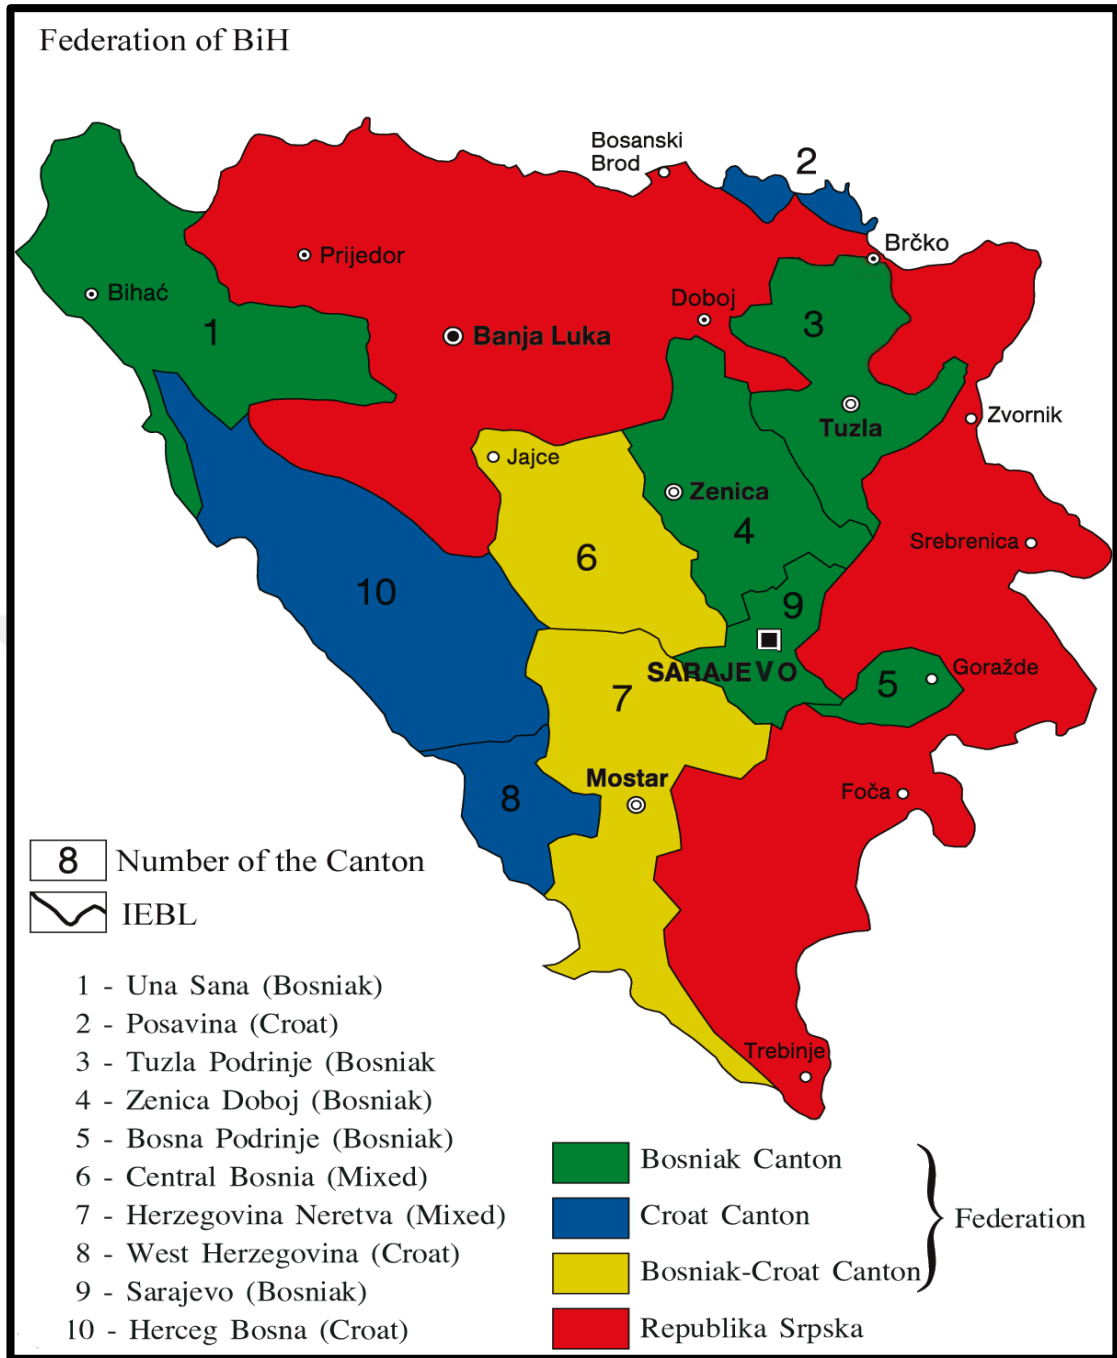 Federation of BiH
Bosanski
Brod
2
Brčko
Prijedor
Bihać
Doboj
1
Banja Luka
3
Tuzla
Zvornik
Jajce
Zenica
4
Srebrenica
6
10
9
SARAJEVO
Goražde
5
7
Mostar
Foča
8
8 Number of the Canton
IEBL
Trebinje
1 - Una Sana (Bosniak)
2 - Posavina (Croat)
3 - Tuzla Podrinje (Bosniak
4 - Zenica Doboj (Bosniak)
5 - Bosna Podrinje (Bosniak)
6 - Central Bosnia (Mixed)
7 - Herzegovina Neretva (Mixed)
8 - West Herzegovina (Croat)
9 - Sarajevo (Bosniak)
10 - Herceg Bosna (Croat)
Bosniak Canton
Croat Canton
Bosniak-Croat Canton
Federation
Republika Srpska